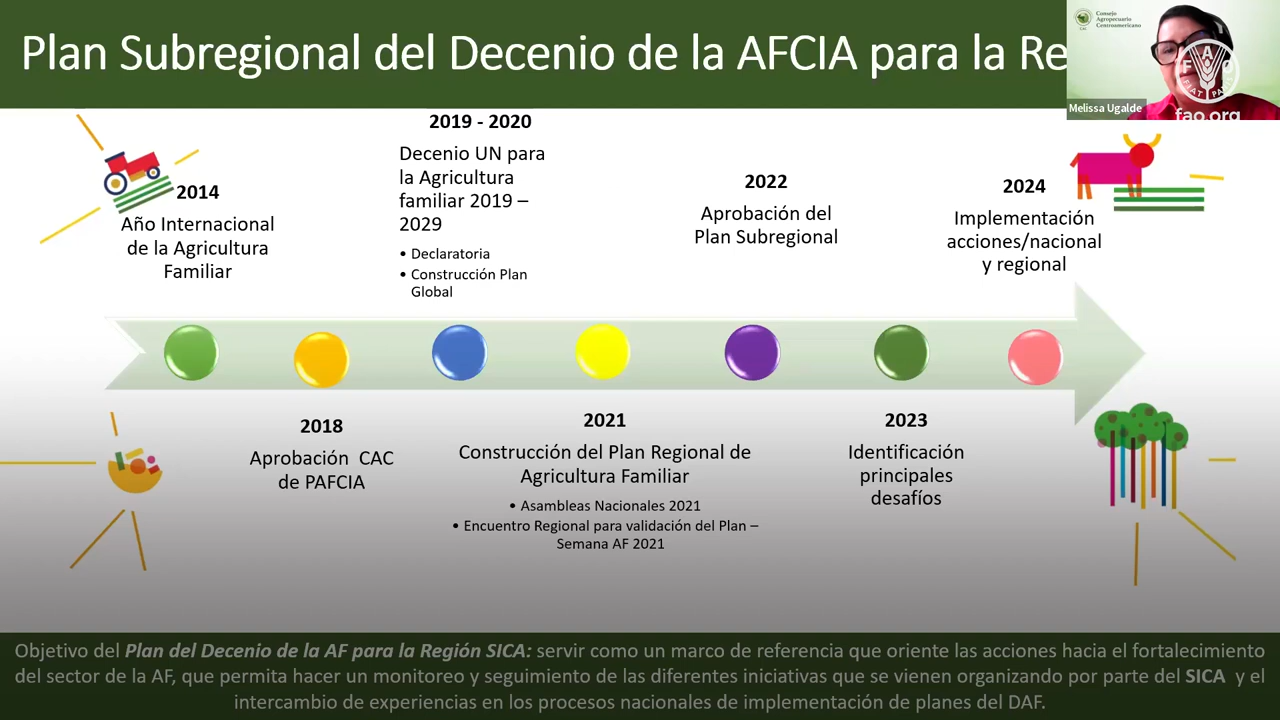 Plan Subregional del Decenio de la AFCIA para la Re
Consejo
Agropecuario
Centroamericano
CAC
Melissa Ugalde
F A O
FIAT PANIS
fao.org
2014
Año Internacional
de la Agricultura
Familiar
2018
Aprobación CAC
de PAFCIA
2019 - 2020
Decenio UN para
la Agricultura
familiar 2019 –
2029
• Declaratoria
• Construcción Plan
Global
2021
Construcción del Plan Regional de
Agricultura Familiar
• Asambleas Nacionales 2021
• Encuentro Regional para validación del Plan –
Semana AF 2021
2022
Aprobación del
Plan Subregional
2023
Identificación
principales
desafíos
2024
Implementación
acciones/nacional
y regional
Objetivo del Plan del Decenio de la AF para la Región SICA: servir como un marco de referencia que oriente las acciones hacia el fortalecimiento
del sector de la AF, que permita hacer un monitoreo y seguimiento de las diferentes iniciativas que se vienen organizando por parte del SICA y el
intercambio de experiencias en los procesos nacionales de implementación de planes del DAF.